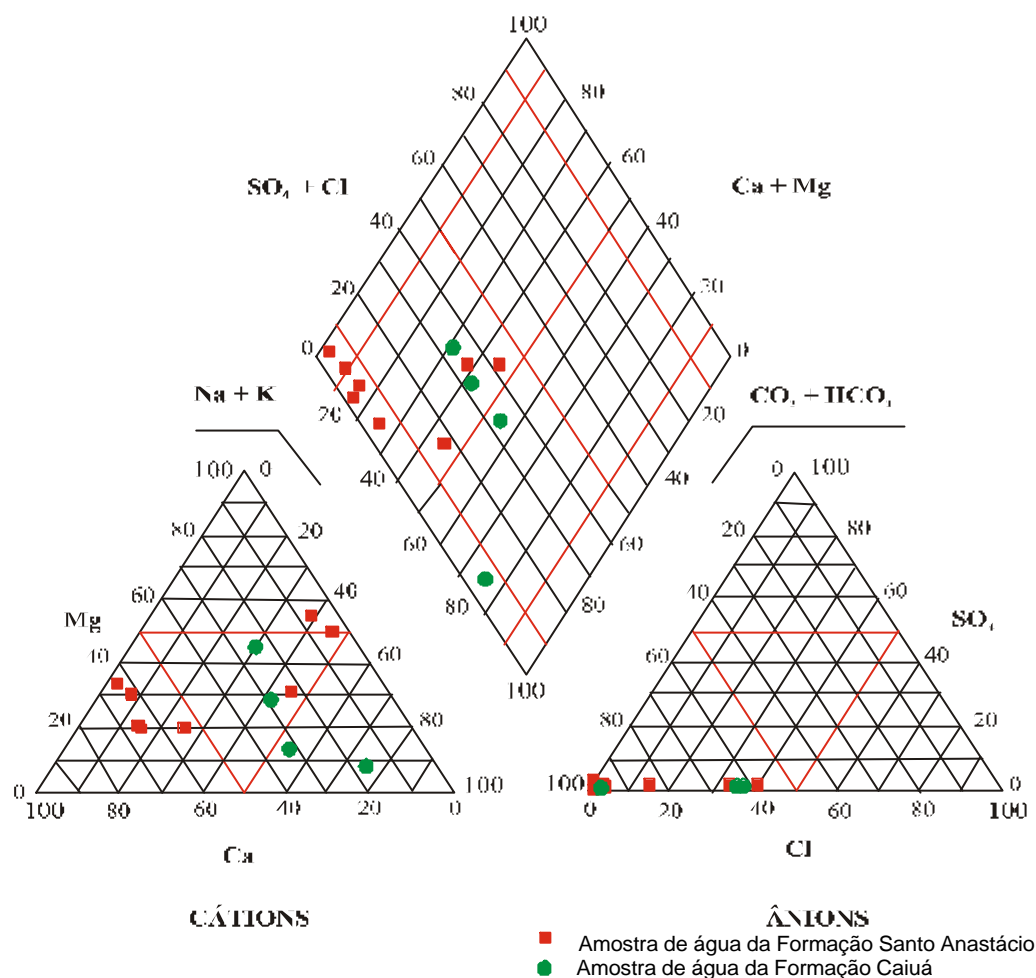 100
80 80
60 60
SO₄ + Cl Ca + Mg
40 40
20 30
0 0
Na + K CO₃ + HCO₃
20 20
40 40
60 60
80 80
100
100 0
80 20
60 40
Mg
40 60
20 80
0 100
100 80 60 40 20 0
Ca
CÁTIONS
0 100
20 80
40 60
SO₄
60 40
80 20
100 0
0 20 40 60 80 100
Cl
ÂNIONS
Amostra de água da Formação Santo Anastácio
Amostra de água da Formação Caiuá